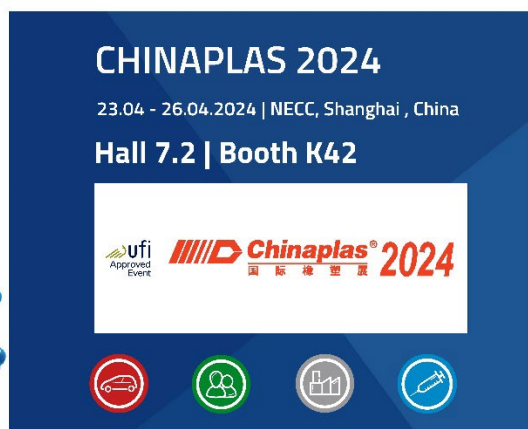 CHINAPLAS 2024
23.04 - 26.04.2024 | NECC, Shanghai , China
Hall 7.2 | Booth K42
ufi
Approved
Event
Chinaplas® 2024
国际橡塑展